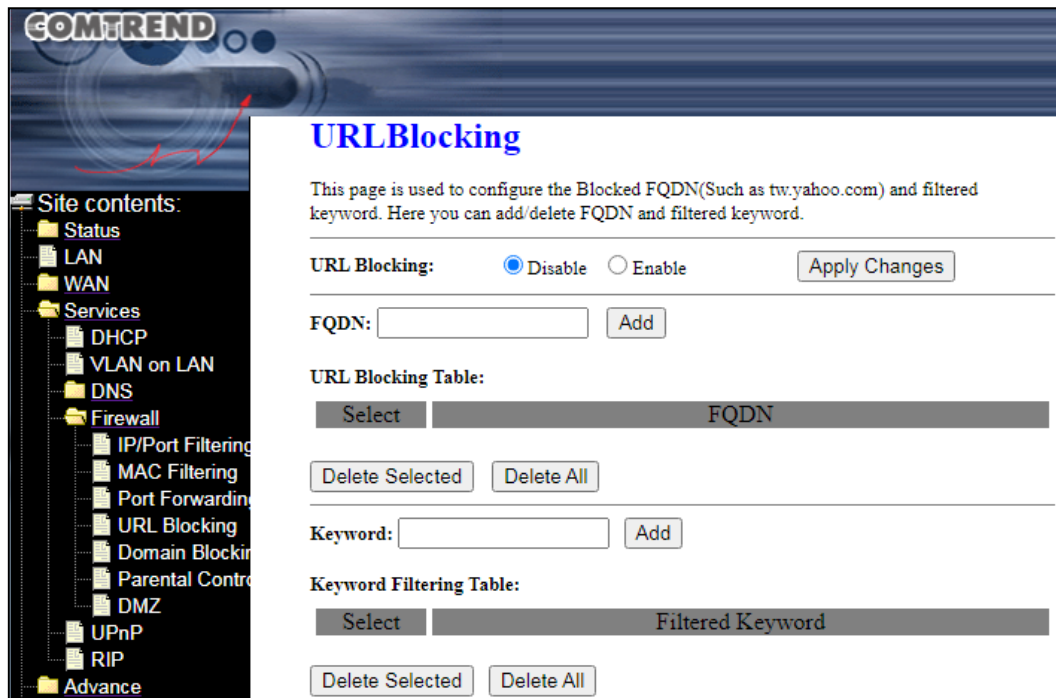 COMTREND
URLBlocking
This page is used to configure the Blocked FQDN(Such as tw.yahoo.com) and filtered
keyword. Here you can add/delete FQDN and filtered keyword.
URL Blocking: Disable Enable Apply Changes
FQDN: Add
URL Blocking Table:
Select FQDN
Delete Selected Delete All
Keyword: Add
Keyword Filtering Table:
Select Filtered Keyword
Delete Selected Delete All
Site contents:
Status
LAN
WAN
Services
DHCP
VLAN on LAN
DNS
Firewall
IP/Port Filtering
MAC Filtering
Port Forwarding
URL Blocking
Domain Blockin
Parental Contro
DMZ
UPnP
RIP
Advance